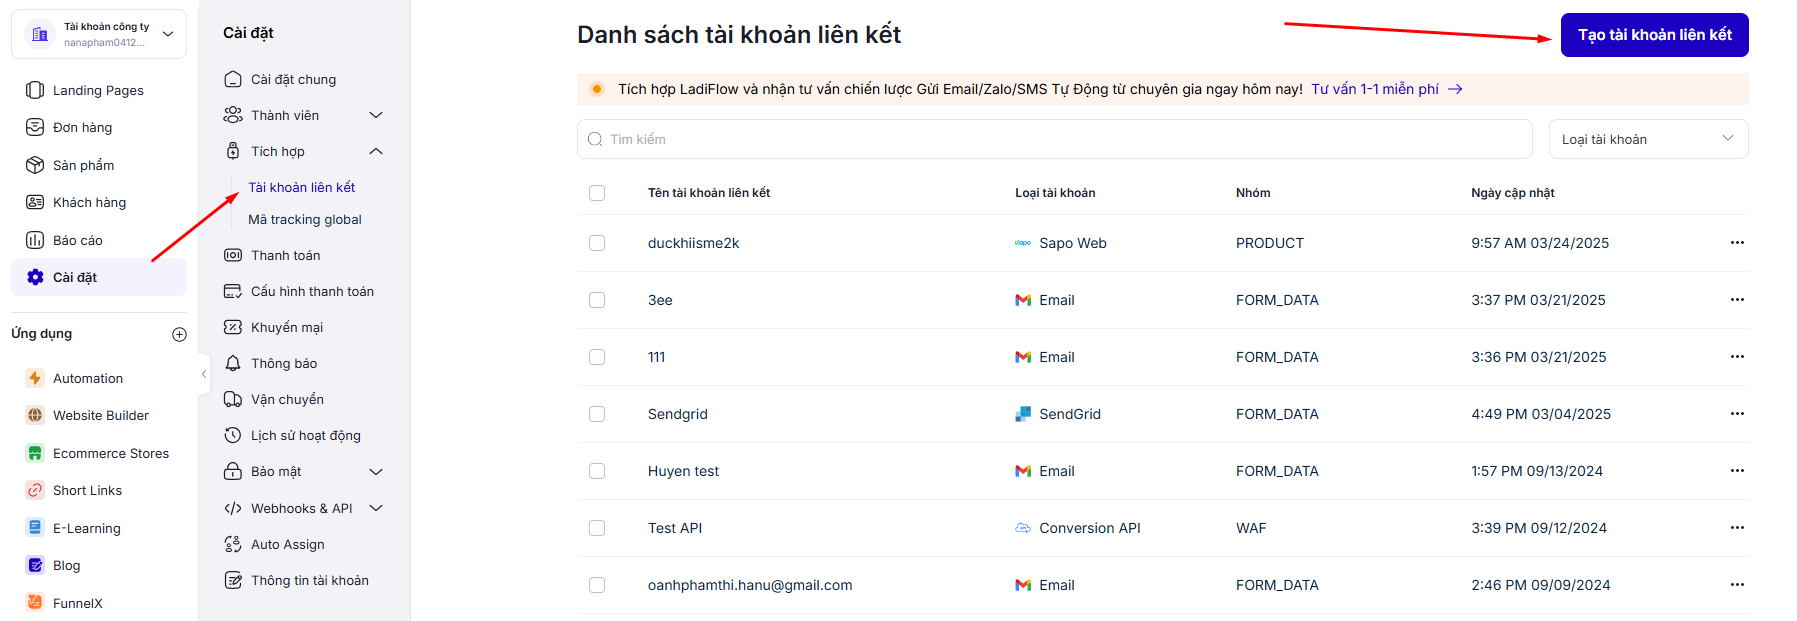 Tài khoản công ty
nanapham0412...
Landing Pages
Đơn hàng
Sản phẩm
Khách hàng
Báo cáo
Cài đặt
Ứng dụng
Automation
Website Builder
Ecommerce Stores
Short Links
E-Learning
Blog
FunnelX
Cài đặt
Cài đặt chung
Thành viên
Tích hợp
Tài khoản liên kết
Mã tracking global
Thanh toán
Cấu hình thanh toán
Khuyến mại
Thông báo
Vận chuyển
Lịch sử hoạt động
Bảo mật
Webhooks & API
Auto Assign
Thông tin tài khoản
Danh sách tài khoản liên kết
Tạo tài khoản liên kết
Tích hợp LadiFlow và nhận tư vấn chiến lược Gửi Email/Zalo/SMS Tự Động từ chuyên gia ngay hôm nay! Tư vấn 1-1 miễn phí
Tìm kiếm
Loại tài khoản
Tên tài khoản liên kết Loại tài khoản Nhóm Ngày cập nhật
duckhiisme2k Sapo Web PRODUCT 9:57 AM 03/24/2025
3ee Email FORM_DATA 3:37 PM 03/21/2025
111 Email FORM_DATA 3:36 PM 03/21/2025
Sendgrid SendGrid FORM_DATA 4:49 PM 03/04/2025
Huyen test Email FORM_DATA 1:57 PM 09/13/2024
Test API Conversion API WAF 3:39 PM 09/12/2024
oanhphamthi.hanu@gmail.com Email FORM_DATA 2:46 PM 09/09/2024